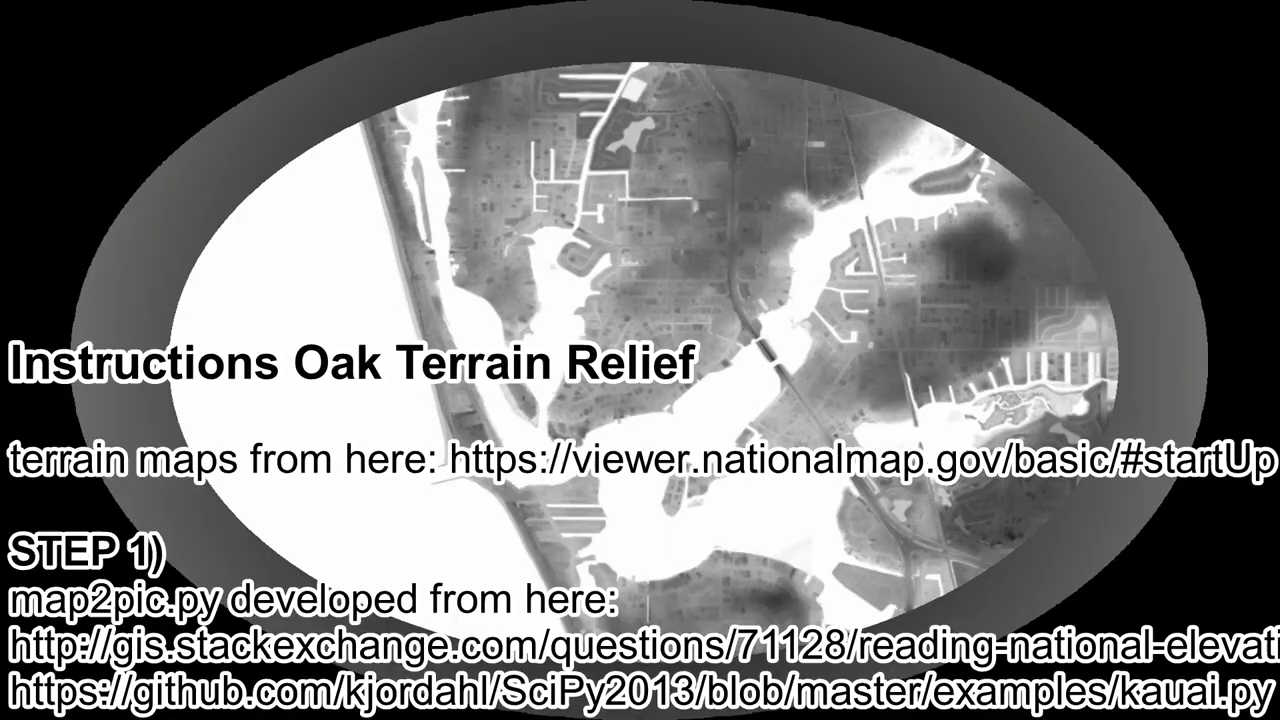 Instructions Oak Terrain Relief
terrain maps from here: https://viewer.nationalmap.gov/basic/#startUp
STEP 1)
map2pic.py developed from here:
http://gis.stackexchange.com/questions/71128/reading-national-elevati
https://github.com/kjordahl/SciPy2013/blob/master/examples/kauai.py